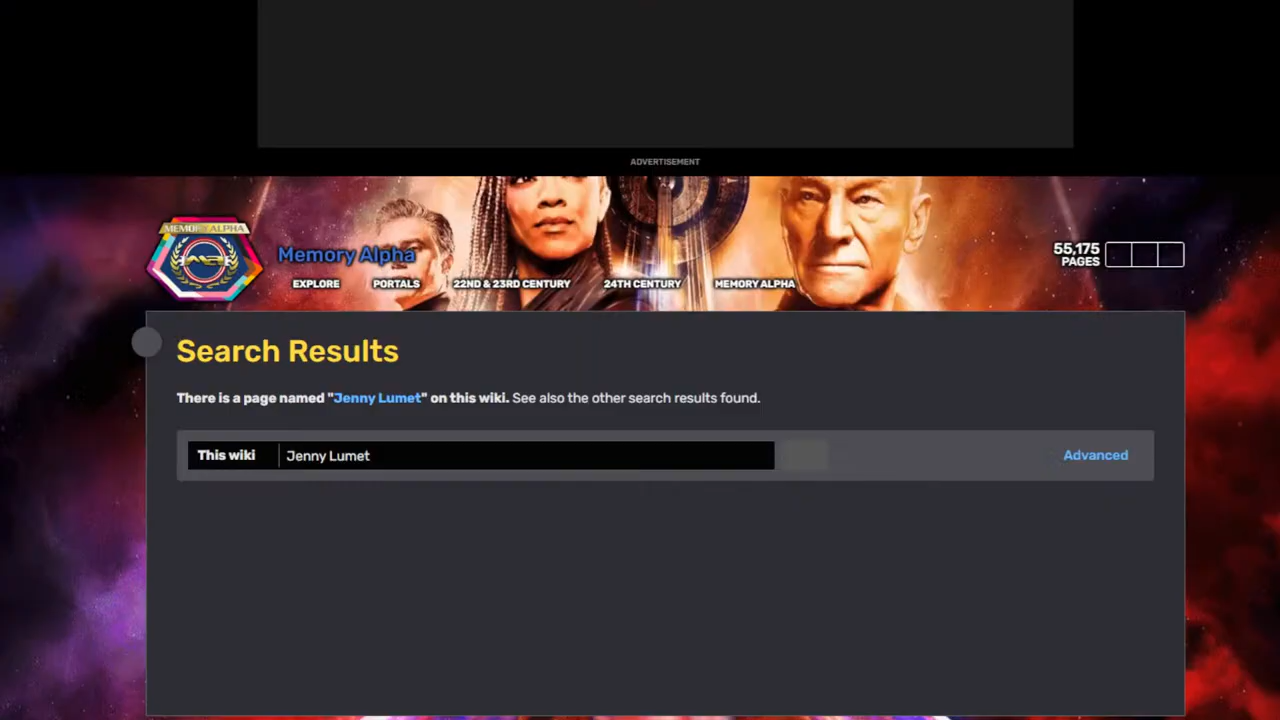 ADVERTISEMENT
MEMORY ALPHA
Memory Alpha
55,175
PAGES
EXPLORE PORTALS 22ND & 23RD CENTURY 24TH CENTURY MEMORY ALPHA
Search Results
There is a page named "Jenny Lumet" on this wiki. See also the other search results found.
This wiki Jenny Lumet Advanced